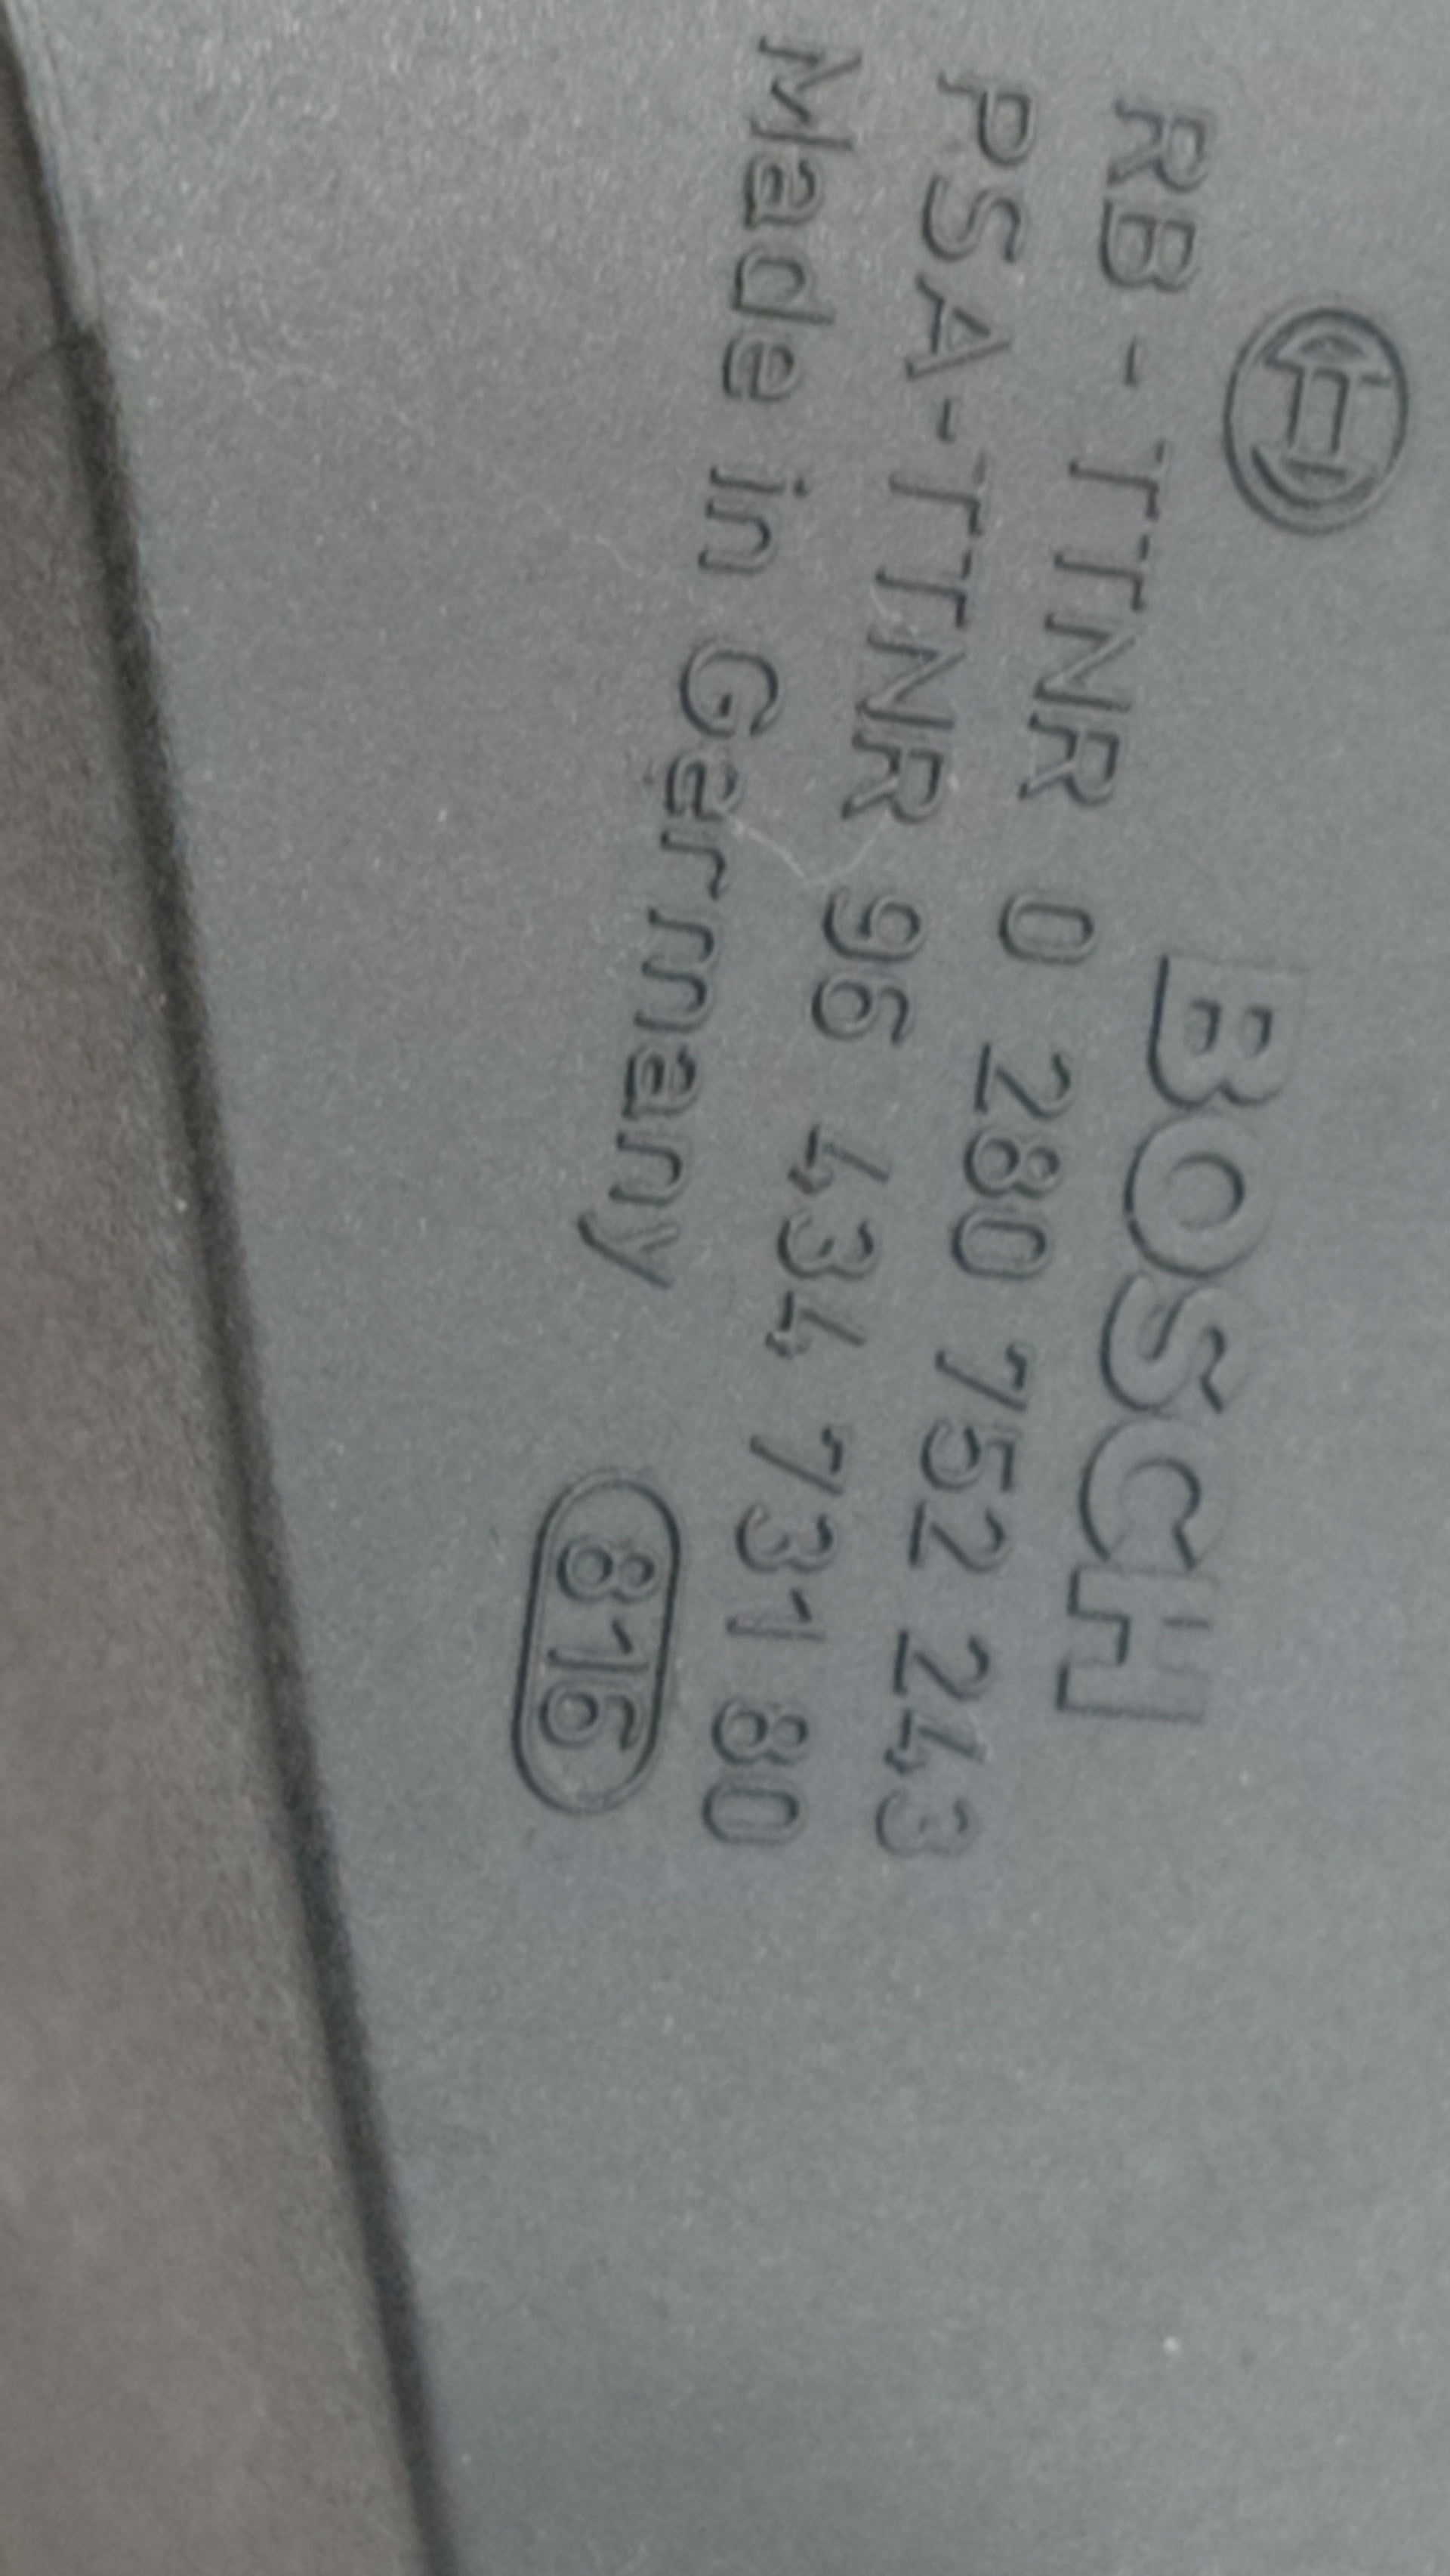 BOSCH
RB - TTNR 0 280 752 243
PSA-TTNR 96 434 731 80
Made in Germany
816